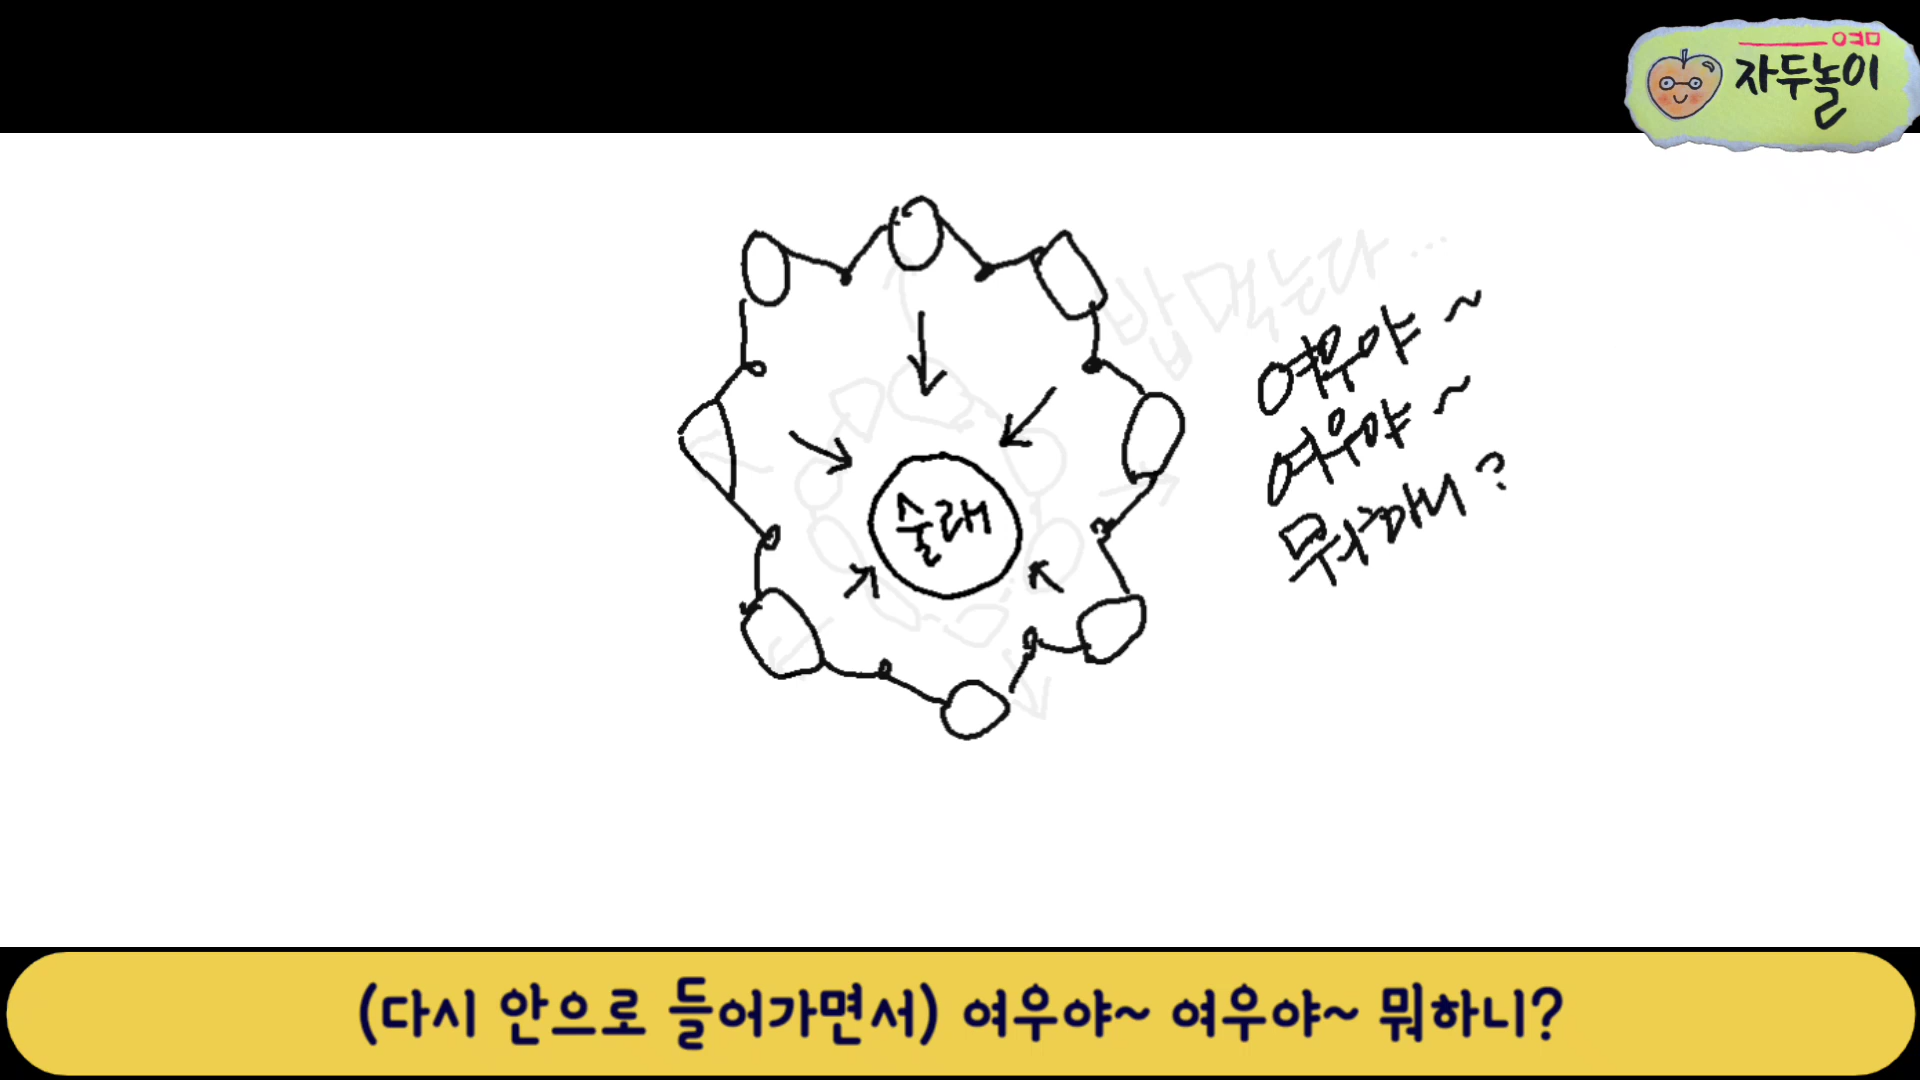 여미
자두놀이
밥 먹는다...
여우야~
여우야~
뭐하니?
술래
(다시 안으로 들어가면서) 여우야~ 여우야~ 뭐하니?